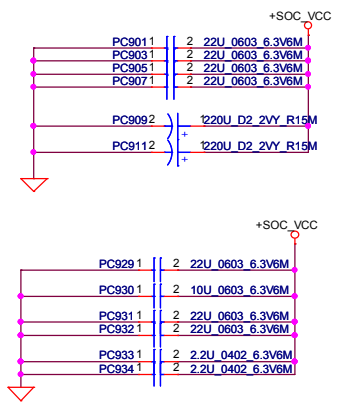 +SOC_VCC
PC901 1 2 22U_0603_6.3V6M
PC903 1 2 22U_0603_6.3V6M
PC905 1 2 22U_0603_6.3V6M
PC907 1 2 22U_0603_6.3V6M
PC909 2 1 220U_D2_2VY_R15M
+
PC911 2 1 220U_D2_2VY_R15M
+
+SOC_VCC
PC929 1 2 22U_0603_6.3V6M
PC930 1 2 10U_0603_6.3V6M
PC931 1 2 22U_0603_6.3V6M
PC932 1 2 22U_0603_6.3V6M
PC933 1 2 2.2U_0402_6.3V6M
PC934 1 2 2.2U_0402_6.3V6M